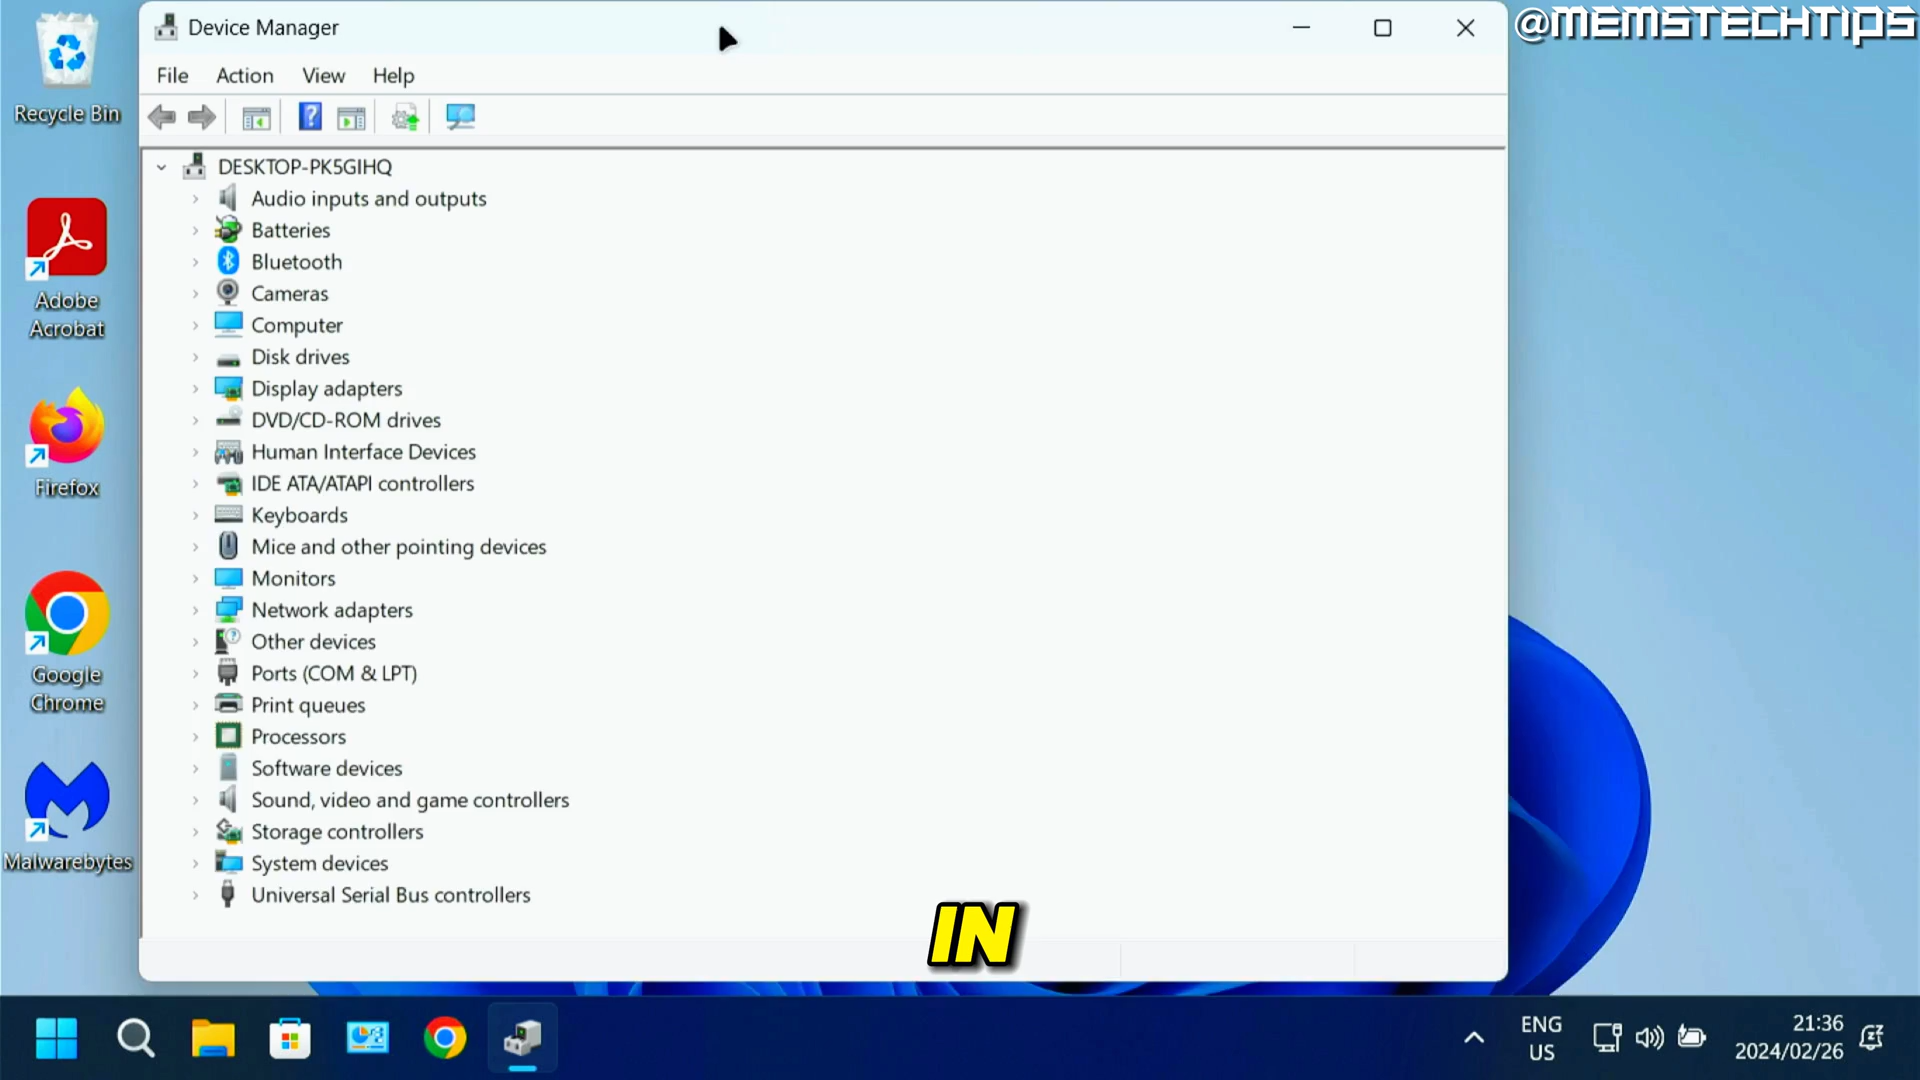 Device Manager
@MEMSTECHTIPS
File Action View Help
Recycle Bin
DESKTOP-PK5GIHQ
Audio inputs and outputs
Batteries
Bluetooth
Cameras
Computer
Disk drives
Display adapters
DVD/CD-ROM drives
Human Interface Devices
IDE ATA/ATAPI controllers
Keyboards
Mice and other pointing devices
Monitors
Network adapters
Other devices
Ports (COM & LPT)
Print queues
Processors
Software devices
Sound, video and game controllers
Storage controllers
System devices
Universal Serial Bus controllers
Adobe
Acrobat
Firefox
Google
Chrome
Malwarebytes
IN
ENG
US
21:36
2024/02/26